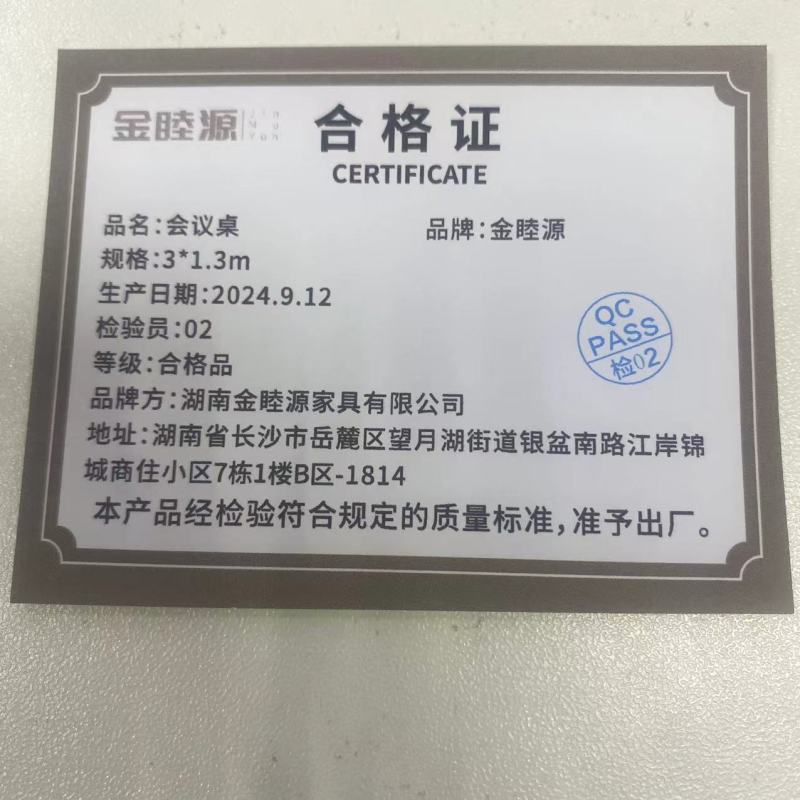 金睦源
合格证
CERTIFICATE
品名:会议桌
品牌:金睦源
规格:3*1.3m
生产日期:2024.9.12
检验员:02
等级:合格品
QC
PASS
检02
品牌方:湖南金睦源家具有限公司
地址:湖南省长沙市岳麓区望月湖街道银盆南路江岸锦
城商住小区7栋1楼B区-1814
本产品经检验符合规定的质量标准,准予出厂。